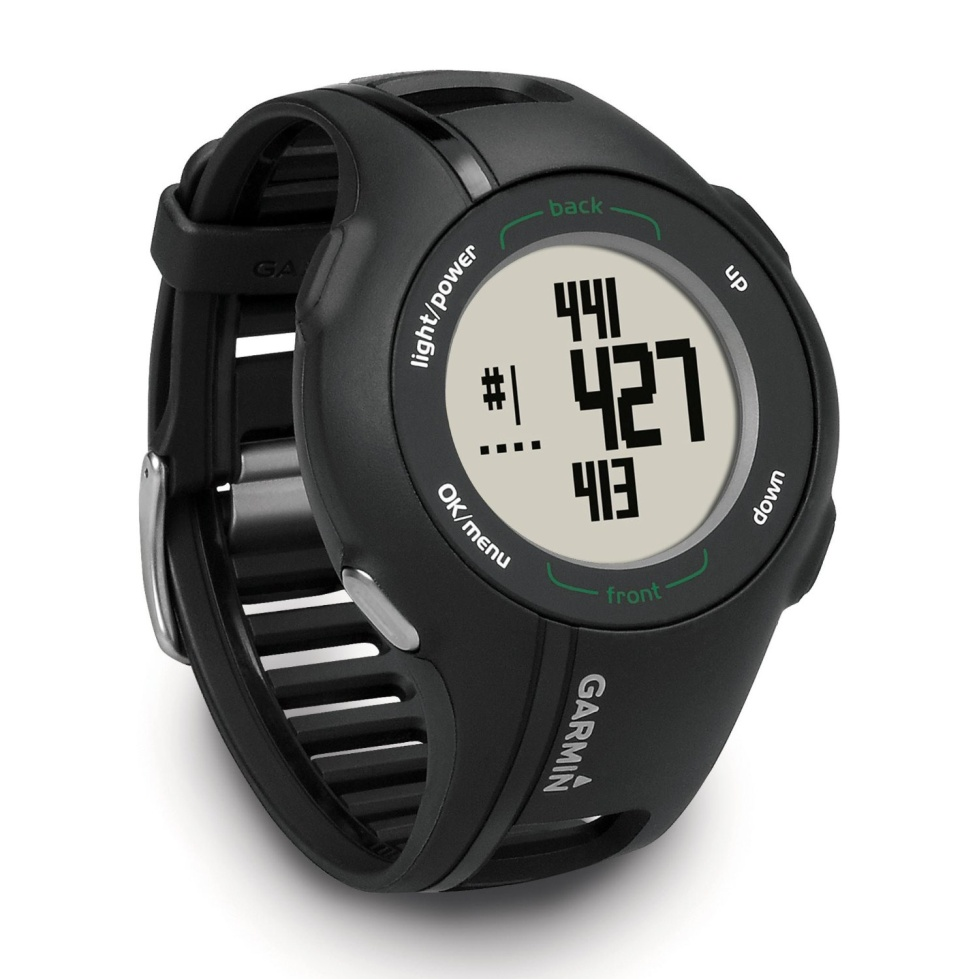 back
light/power
up
441
#1
427
....
413
OK/menu
down
front
GARMIN